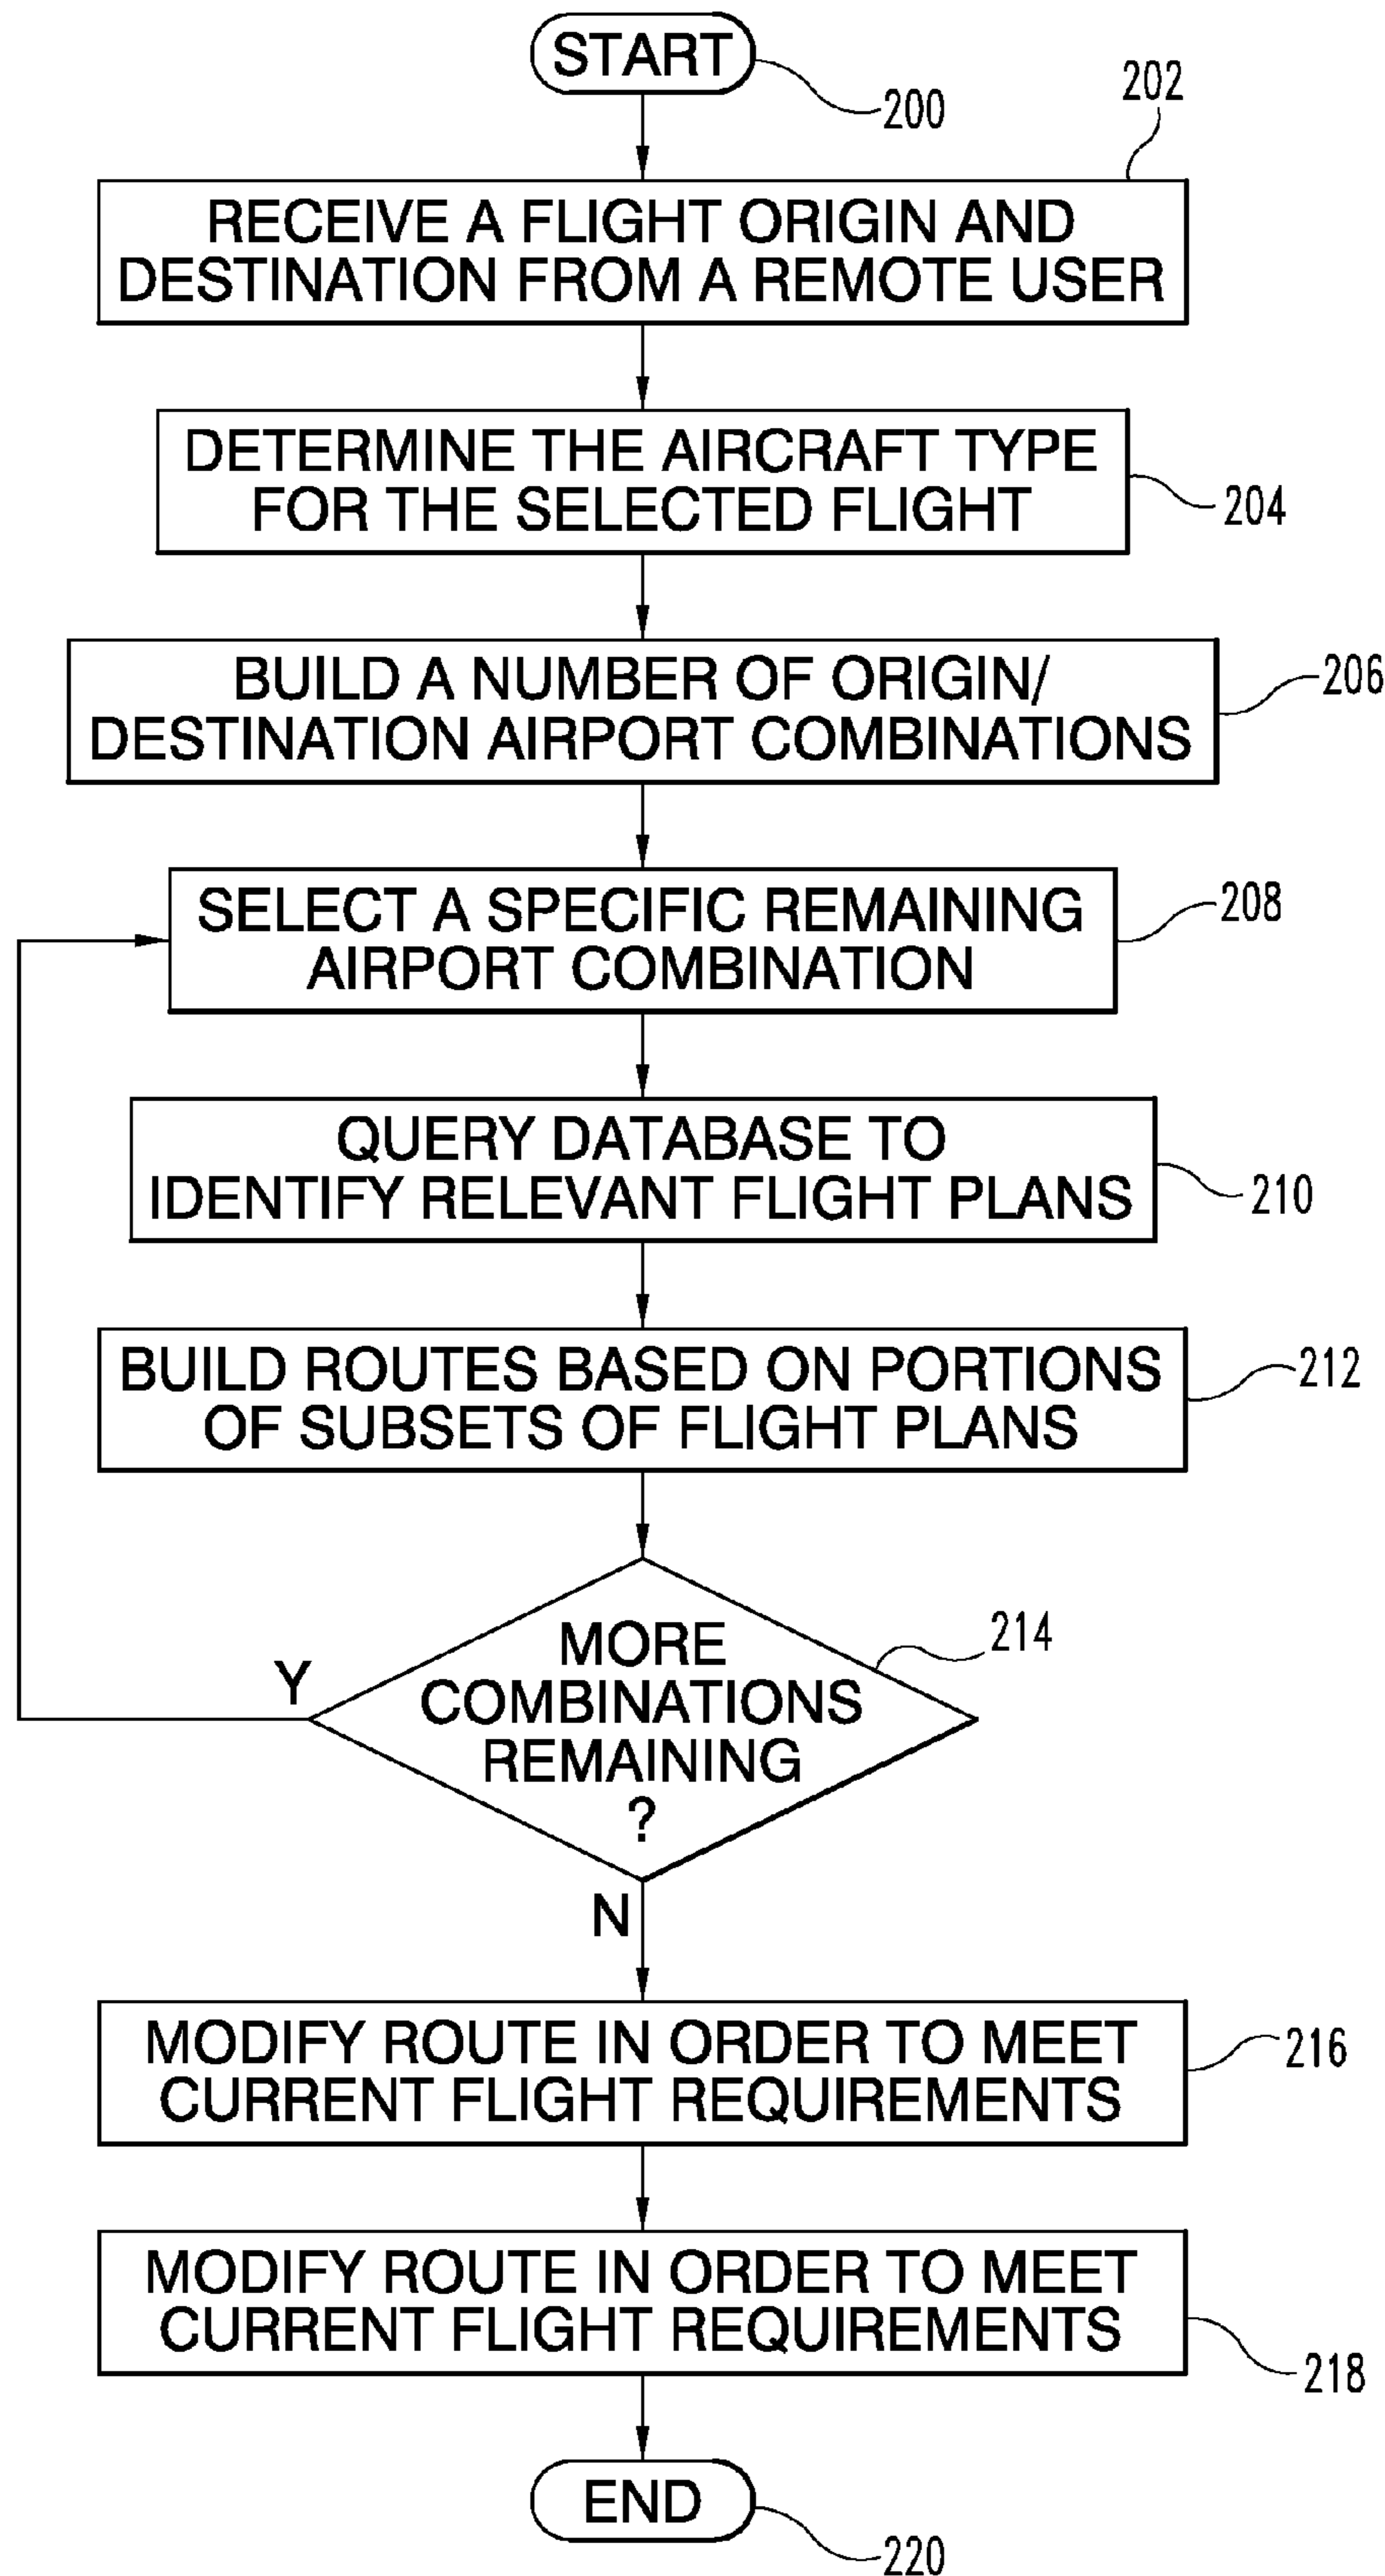 START
200
202
RECEIVE A FLIGHT ORIGIN AND
DESTINATION FROM A REMOTE USER
DETERMINE THE AIRCRAFT TYPE
FOR THE SELECTED FLIGHT
204
BUILD A NUMBER OF ORIGIN/
DESTINATION AIRPORT COMBINATIONS
206
SELECT A SPECIFIC REMAINING
AIRPORT COMBINATION
208
QUERY DATABASE TO
IDENTIFY RELEVANT FLIGHT PLANS
210
BUILD ROUTES BASED ON PORTIONS
OF SUBSETS OF FLIGHT PLANS
212
MORE
COMBINATIONS
REMAINING
?
214
Y
N
MODIFY ROUTE IN ORDER TO MEET
CURRENT FLIGHT REQUIREMENTS
216
MODIFY ROUTE IN ORDER TO MEET
CURRENT FLIGHT REQUIREMENTS
218
END
220